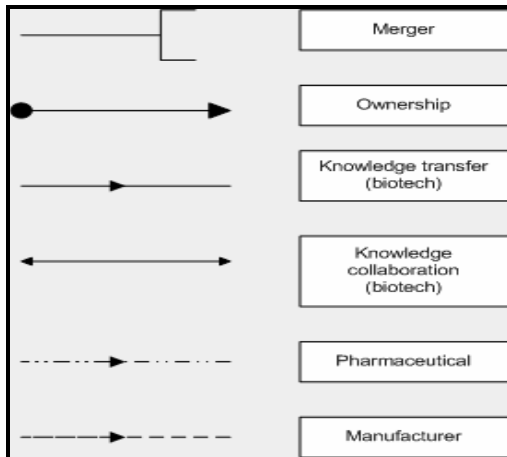 Merger
Ownership
Knowledge transfer
(biotech)
Knowledge
collaboration
(biotech)
Pharmaceutical
Manufacturer